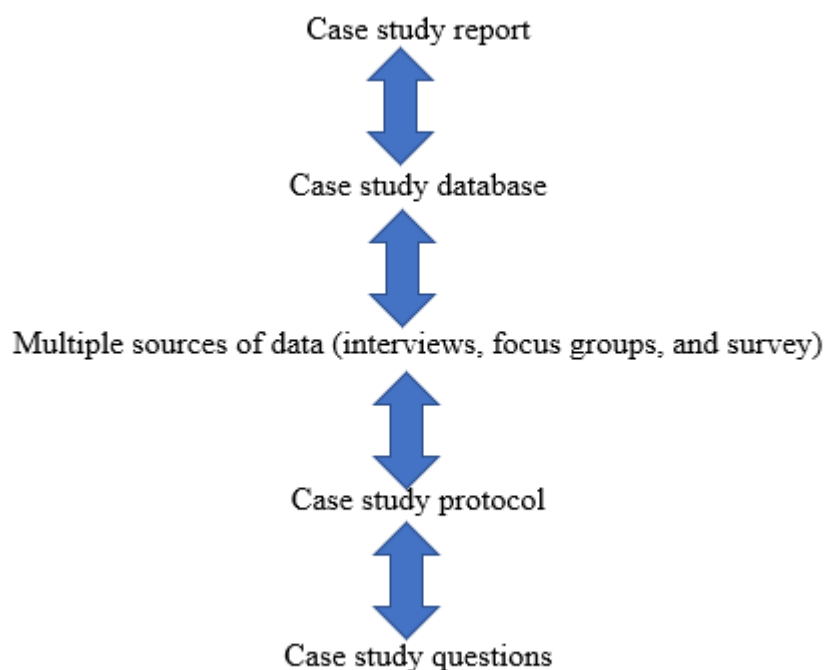 Case study report
Case study database
Multiple sources of data (interviews, focus groups, and survey)
Case study protocol
Case study questions